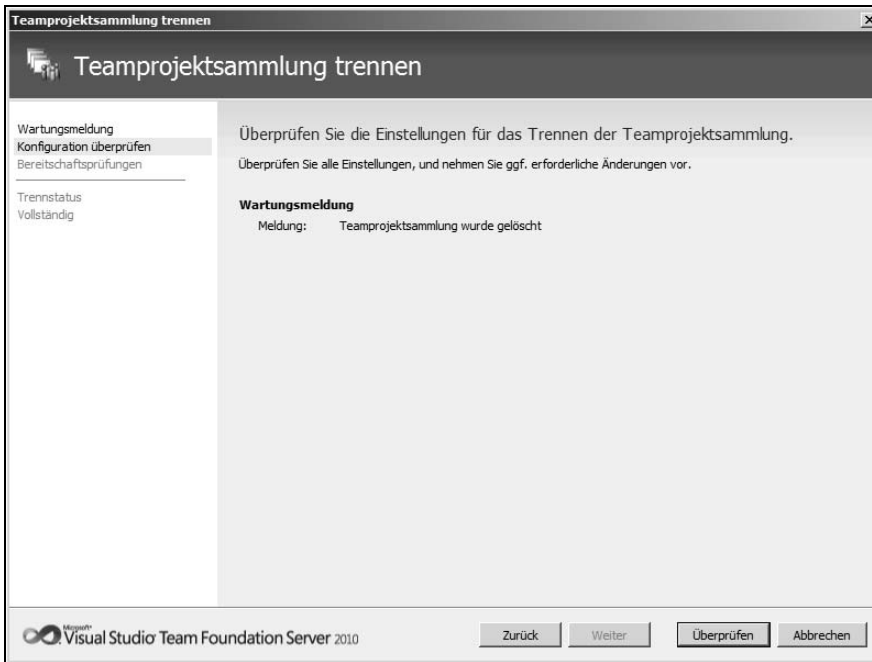 Teamprojektsammlung trennen
Teamprojektsammlung trennen
Wartungsmeldung
Konfiguration überprüfen
Bereitschaftsprüfungen
Trennstatus
Vollständig
Überprüfen Sie die Einstellungen für das Trennen der Teamprojektsammlung.
Überprüfen Sie alle Einstellungen, und nehmen Sie ggf. erforderliche Änderungen vor.
Wartungsmeldung
Meldung: Teamprojektsammlung wurde gelöscht
Microsoft
Visual Studio Team Foundation Server 2010
Zurück Weiter Überprüfen Abbrechen